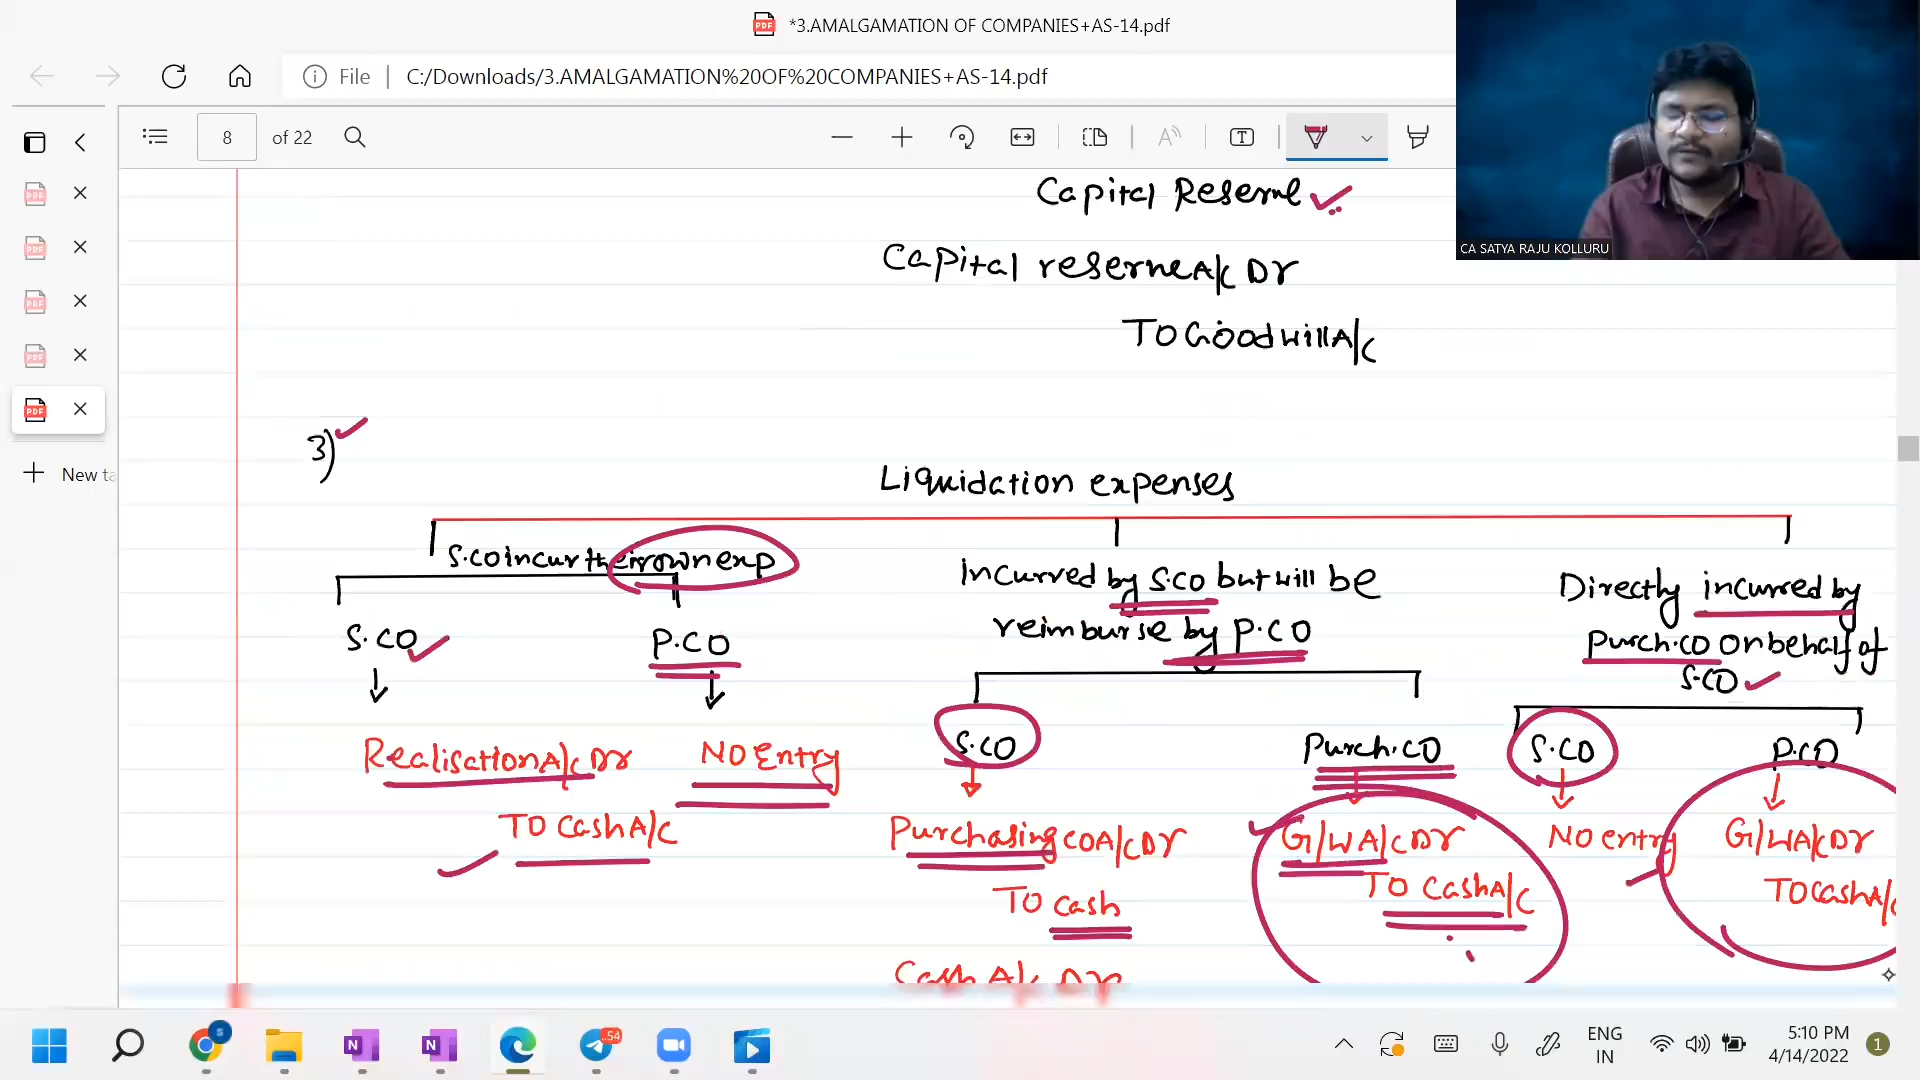 *3.AMALGAMATION OF COMPANIES+AS-14.pdf
File | C:/Downloads/3.AMALGAMATION%20OF%20COMPANIES+AS-14.pdf
8 of 22
CA SATYA RAJU KOLLURU
New ta
Capital Reserve
Capital reserve A/c Dr
TO Goodwill A/c
3)
Liquidation expenses
S.CO incur their own exp
S.CO
P.CO
Realisation A/c Dr
TO Cash A/c
NO Entry
Incurred by S.CO but will be
reimburse by P.CO
S.CO
Purch.CO
Purchasing CO A/c Dr
TO cash
Cash A/c Dr
G/W A/c Dr
TO Cash A/c
Directly incurred by
Purch.CO on behalf of
S.CO
S.CO
P.CO
NO entry
G/W A/c Dr
TO Cash A/c
54
ENG
IN
5:10 PM
4/14/2022
1